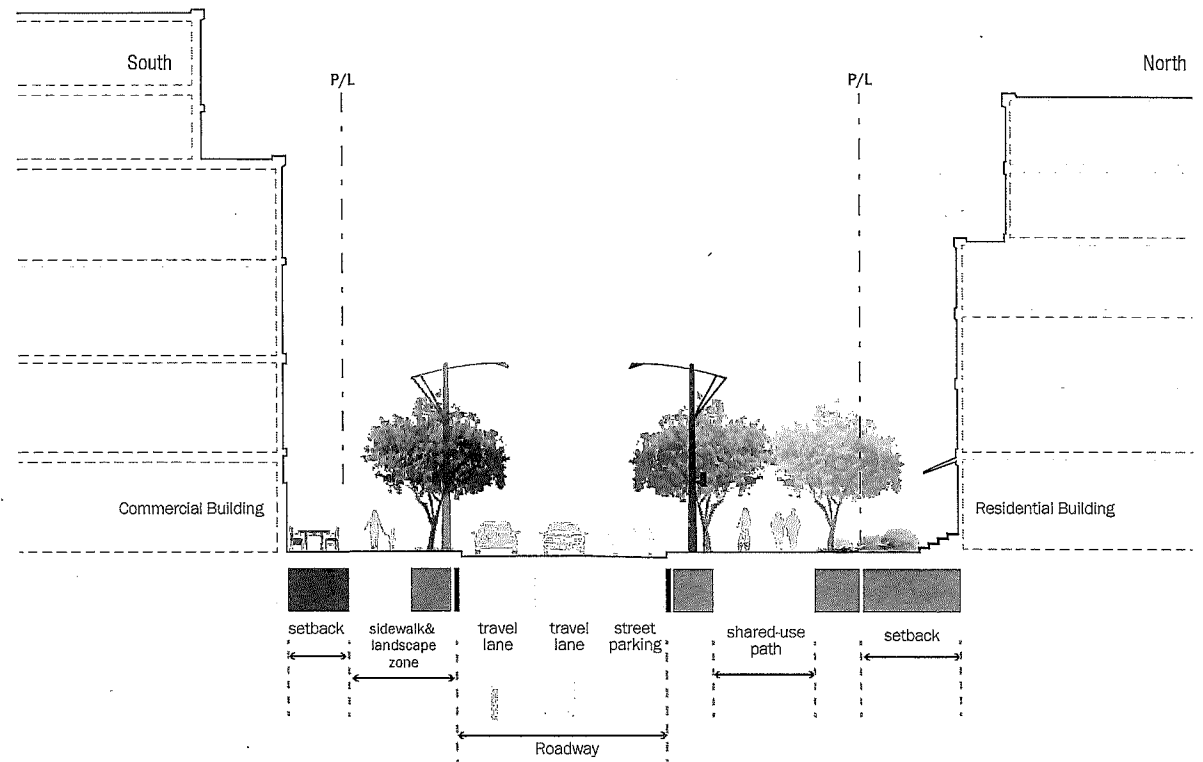 South
North
P/L
P/L
Commercial Building
Residential Building
setback
sidewalk&
landscape
zone
travel
lane
travel
lane
street
parking
shared-use
path
setback
Roadway